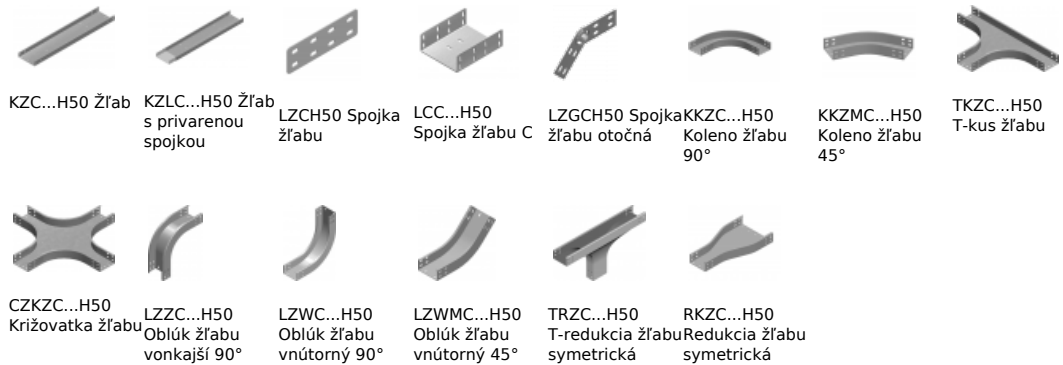 KZC...H50 Žľab
KZLC...H50 Žľab
s privarenou
spojkou
LZCH50 Spojka
žľabu
LCC...H50
Spojka žľabu C
LZGCH50 Spojka
žľabu otočná
KKZC...H50
Koleno žľabu
90°
KKZMC...H50
Koleno žľabu
45°
TKZC...H50
T-kus žľabu
CZKZC...H50
Križovatka žľabu
LZZC...H50
Oblúk žľabu
vonkajší 90°
LZWC...H50
Oblúk žľabu
vnútorný 90°
LZWMC...H50
Oblúk žľabu
vnútorný 45°
TRZC...H50
T-redukcia žľabu
symetrická
RKZC...H50
Redukcia žľabu
symetrická